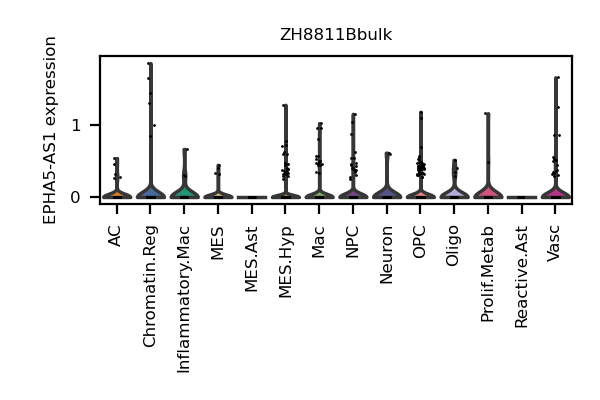 ZH8811Bbulk
EPHA5-AS1 expression
1
0
AC
Chromatin.Reg
Inflammatory.Mac
MES
MES.Ast
MES.Hyp
Mac
NPC
Neuron
OPC
Oligo
Prolif.Metab
Reactive.Ast
Vasc